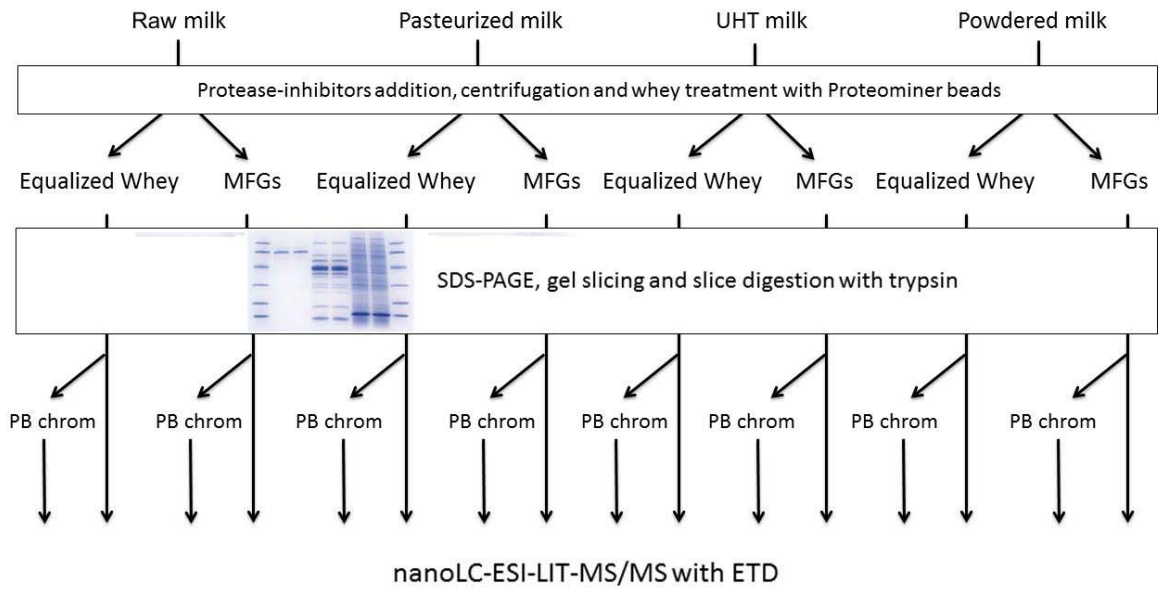 Raw milk Pasteurized milk UHT milk Powdered milk
Protease-inhibitors addition, centrifugation and whey treatment with Proteominer beads
Equalized Whey MFGs Equalized Whey MFGs Equalized Whey MFGs Equalized Whey MFGs
SDS-PAGE, gel slicing and slice digestion with trypsin
PB chrom PB chrom PB chrom PB chrom PB chrom PB chrom PB chrom PB chrom
nanoLC-ESI-LIT-MS/MS with ETD